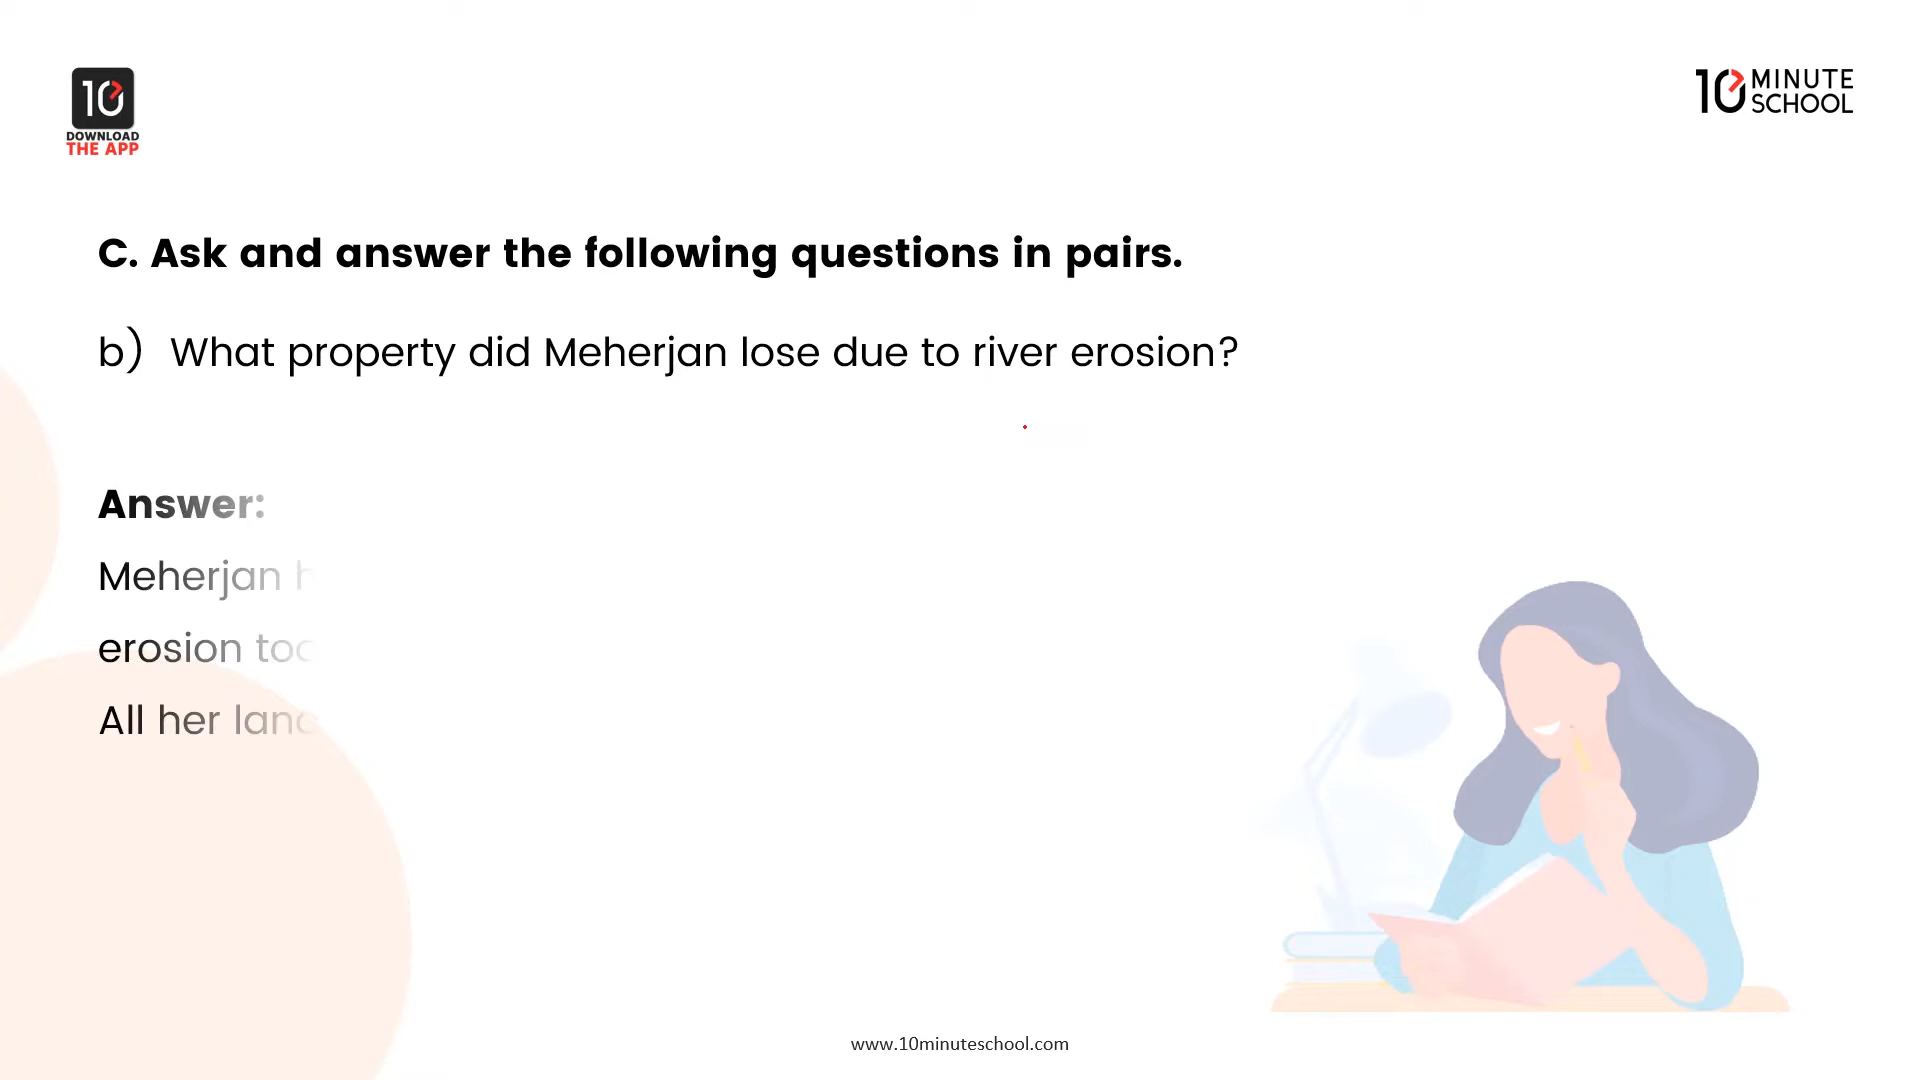 10
DOWNLOAD
THE APP
10 MINUTE
SCHOOL
C. Ask and answer the following questions in pairs.
b) What property did Meherjan lose due to river erosion?
Answer:
Meherjan
erosion
All her
www.10minuteschool.com